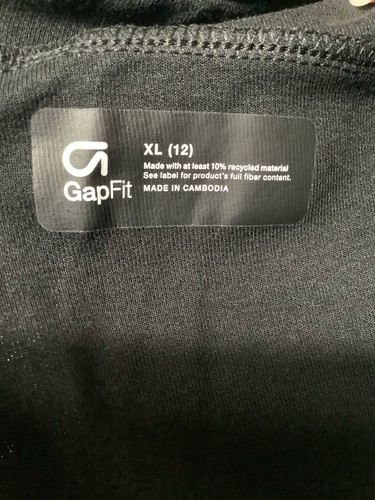 XL (12)
Made with at least 10% recycled material
See label for product's full fiber content.
GapFit
MADE IN CAMBODIA